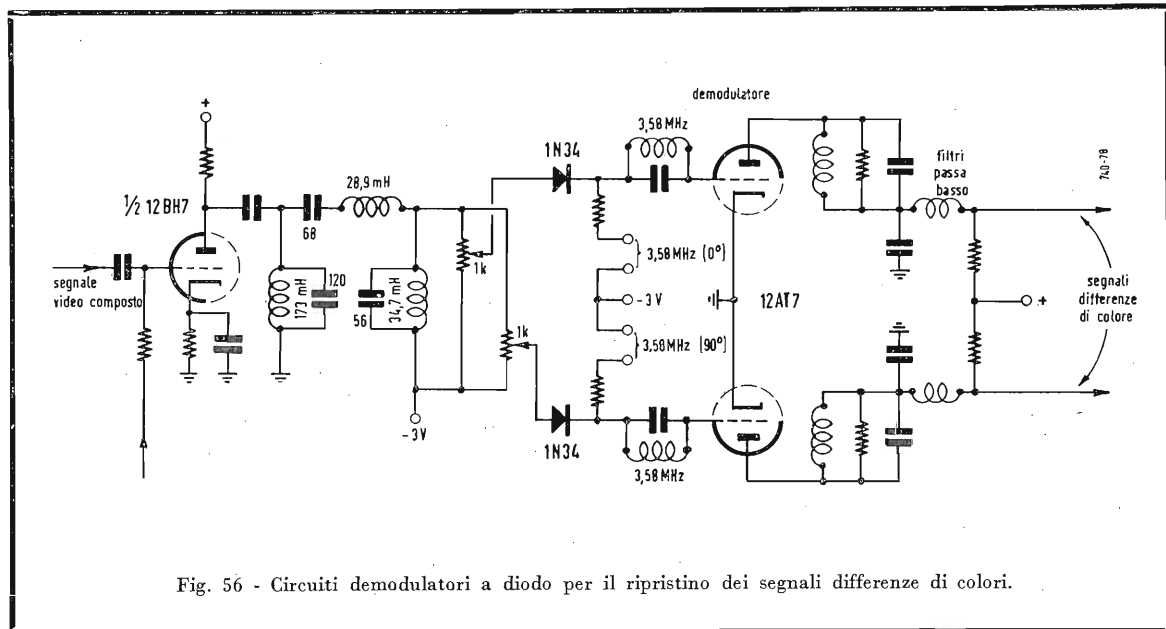 demodulatore
3,58 MHz
1N34
+
½ 12BH7
28,9 mH
68
filtri
passa
basso
740-78
1k
segnale
video composto
173 mH
120
56
34,7 mH
3,58 MHz (0°)
-3V
12AT7
+
segnali
differenze
di colore
1k
3,58 MHz (90°)
-3V
1N34
3,58 MHz
Fig. 56 - Circuiti demodulatori a diodo per il ripristino dei segnali differenze di colori.